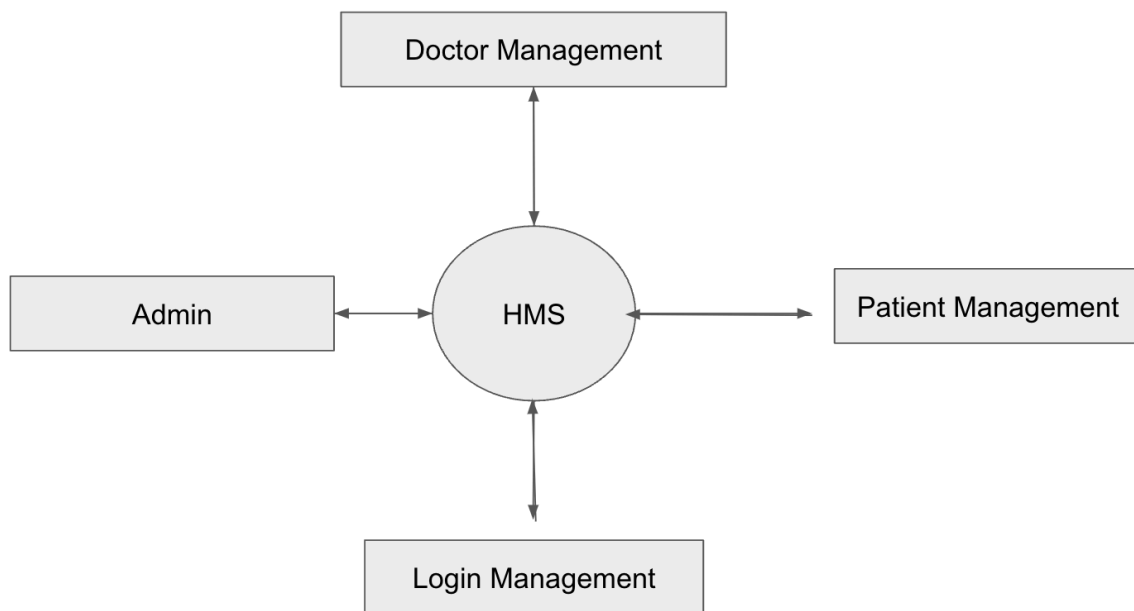 Doctor Management
Admin
HMS
Patient Management
Login Management